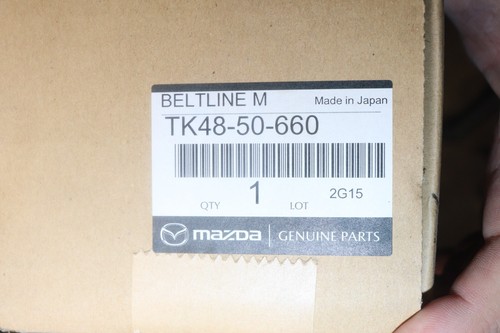 BELTLINE M Made in Japan
TK48-50-660
QTY 1 LOT 2G15
mazda GENUINE PARTS